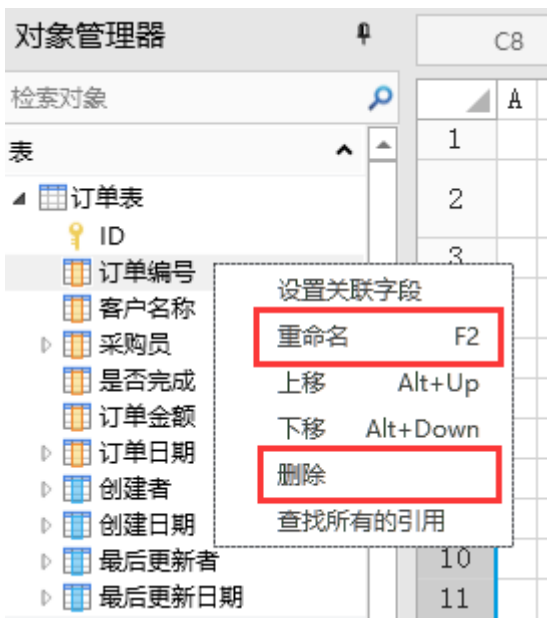 对象管理器
C8
检索对象
A
表
1
订单表
2
ID
3
订单编号
设置关联字段
客户名称
重命名 F2
采购员
是否完成
上移 Alt+Up
订单金额
下移 Alt+Down
订单日期
删除
创建者
创建日期
查找所有的引用
最后更新者
10
最后更新日期
11